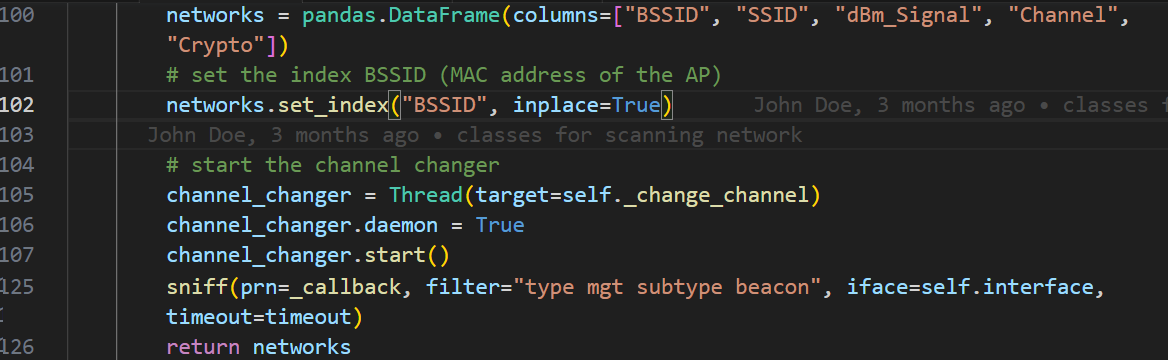 100 networks = pandas.DataFrame(columns=["BSSID", "SSID", "dBm_Signal", "Channel",
"Crypto"])
101 # set the index BSSID (MAC address of the AP)
102 networks.set_index("BSSID", inplace=True) John Doe, 3 months ago • classes f
103 John Doe, 3 months ago • classes for scanning network
104 # start the channel changer
105 channel_changer = Thread(target=self._change_channel)
106 channel_changer.daemon = True
107 channel_changer.start()
125 sniff(prn=_callback, filter="type mgt subtype beacon", iface=self.interface,
timeout=timeout)
126 return networks